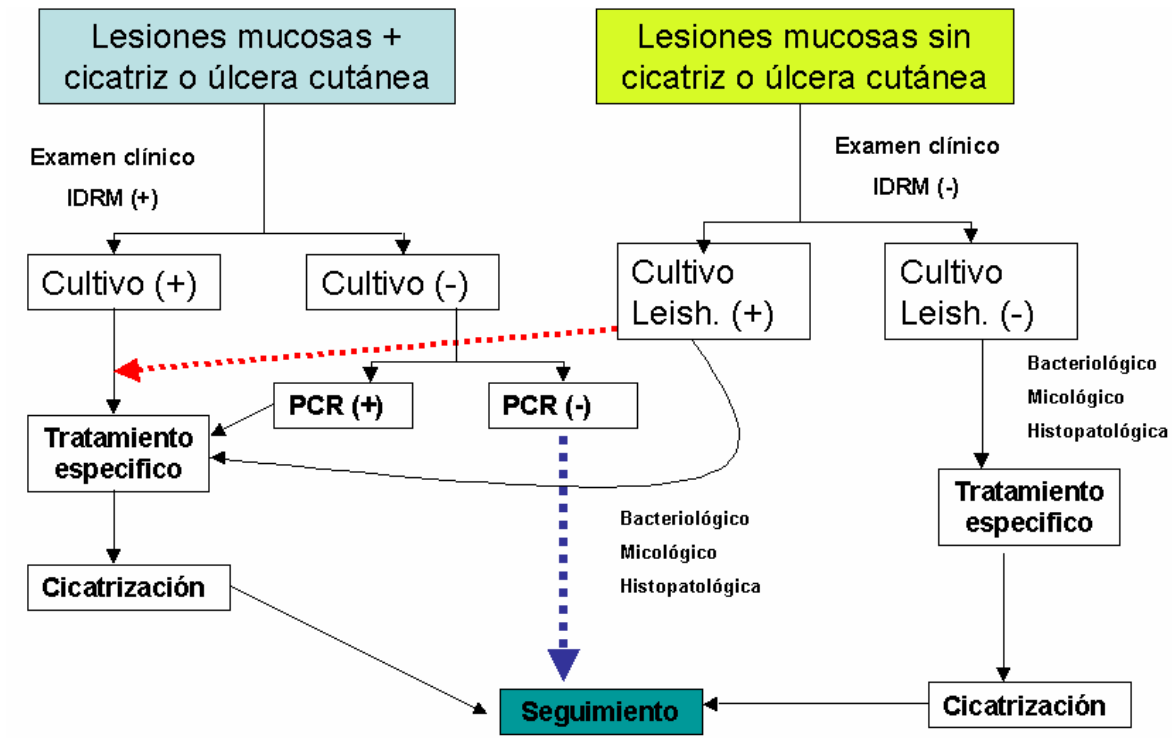 Lesiones mucosas +
cicatriz o úlcera cutánea
Lesiones mucosas sin
cicatriz o úlcera cutánea
Examen clínico
IDRM (+)
Examen clínico
IDRM (-)
Cultivo (+)
Cultivo (-)
Cultivo
Leish. (+)
Cultivo
Leish. (-)
Bacteriológico
Micológico
Histopatológica
PCR (+)
PCR (-)
Tratamiento
especifico
Tratamiento
especifico
Bacteriológico
Micológico
Histopatológica
Cicatrización
Seguimiento
Cicatrización